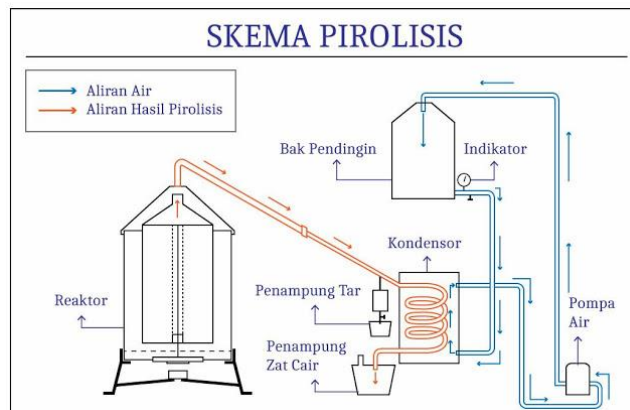 SKEMA PIROLISIS
Aliran Air
Aliran Hasil Pirolisis
Bak Pendingin
Indikator
Kondensor
Reaktor
Penampung Tar
Pompa
Air
Penampung
Zat Cair